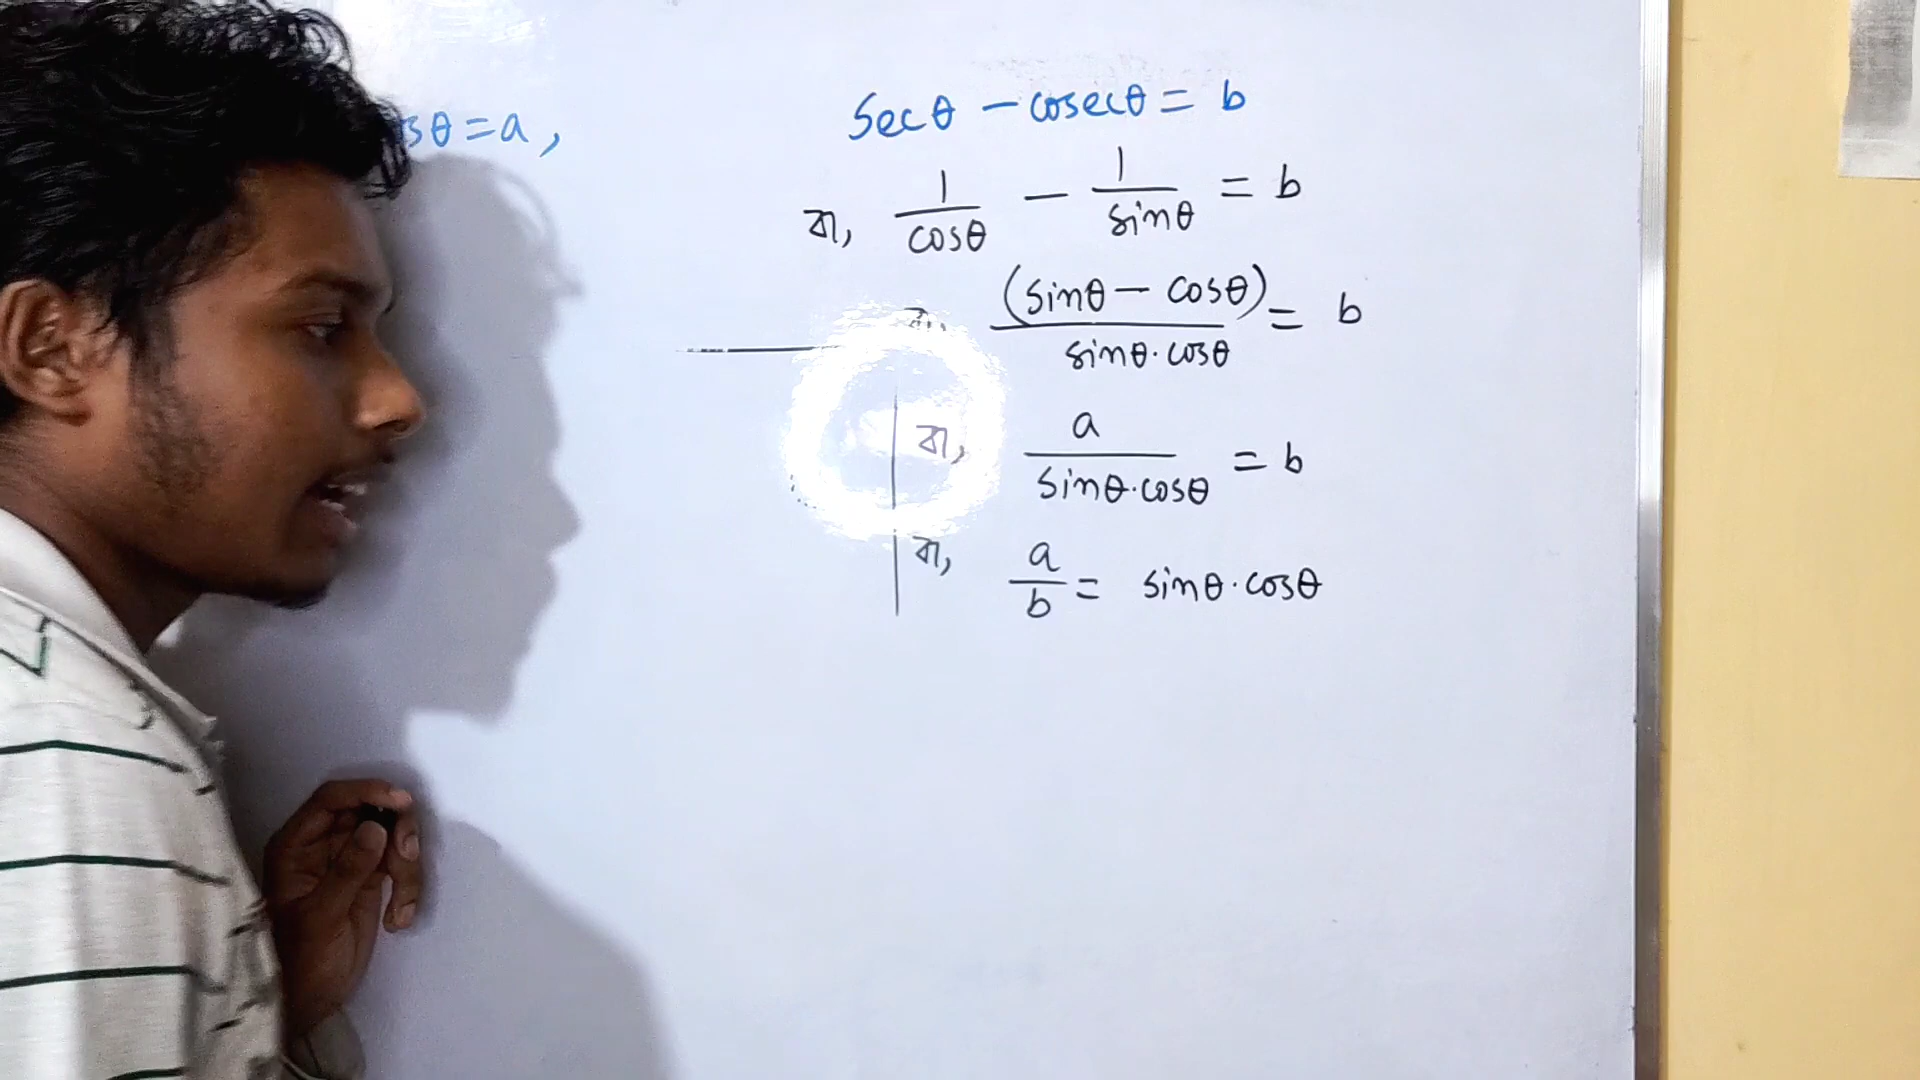 sθ = a,
Secθ - cosecθ = b
বা, 1/cosθ - 1/sinθ = b
বা, (sinθ - cosθ)/sinθ·cosθ = b
বা, a/sinθ·cosθ = b
বা, a/b = sinθ·cosθ